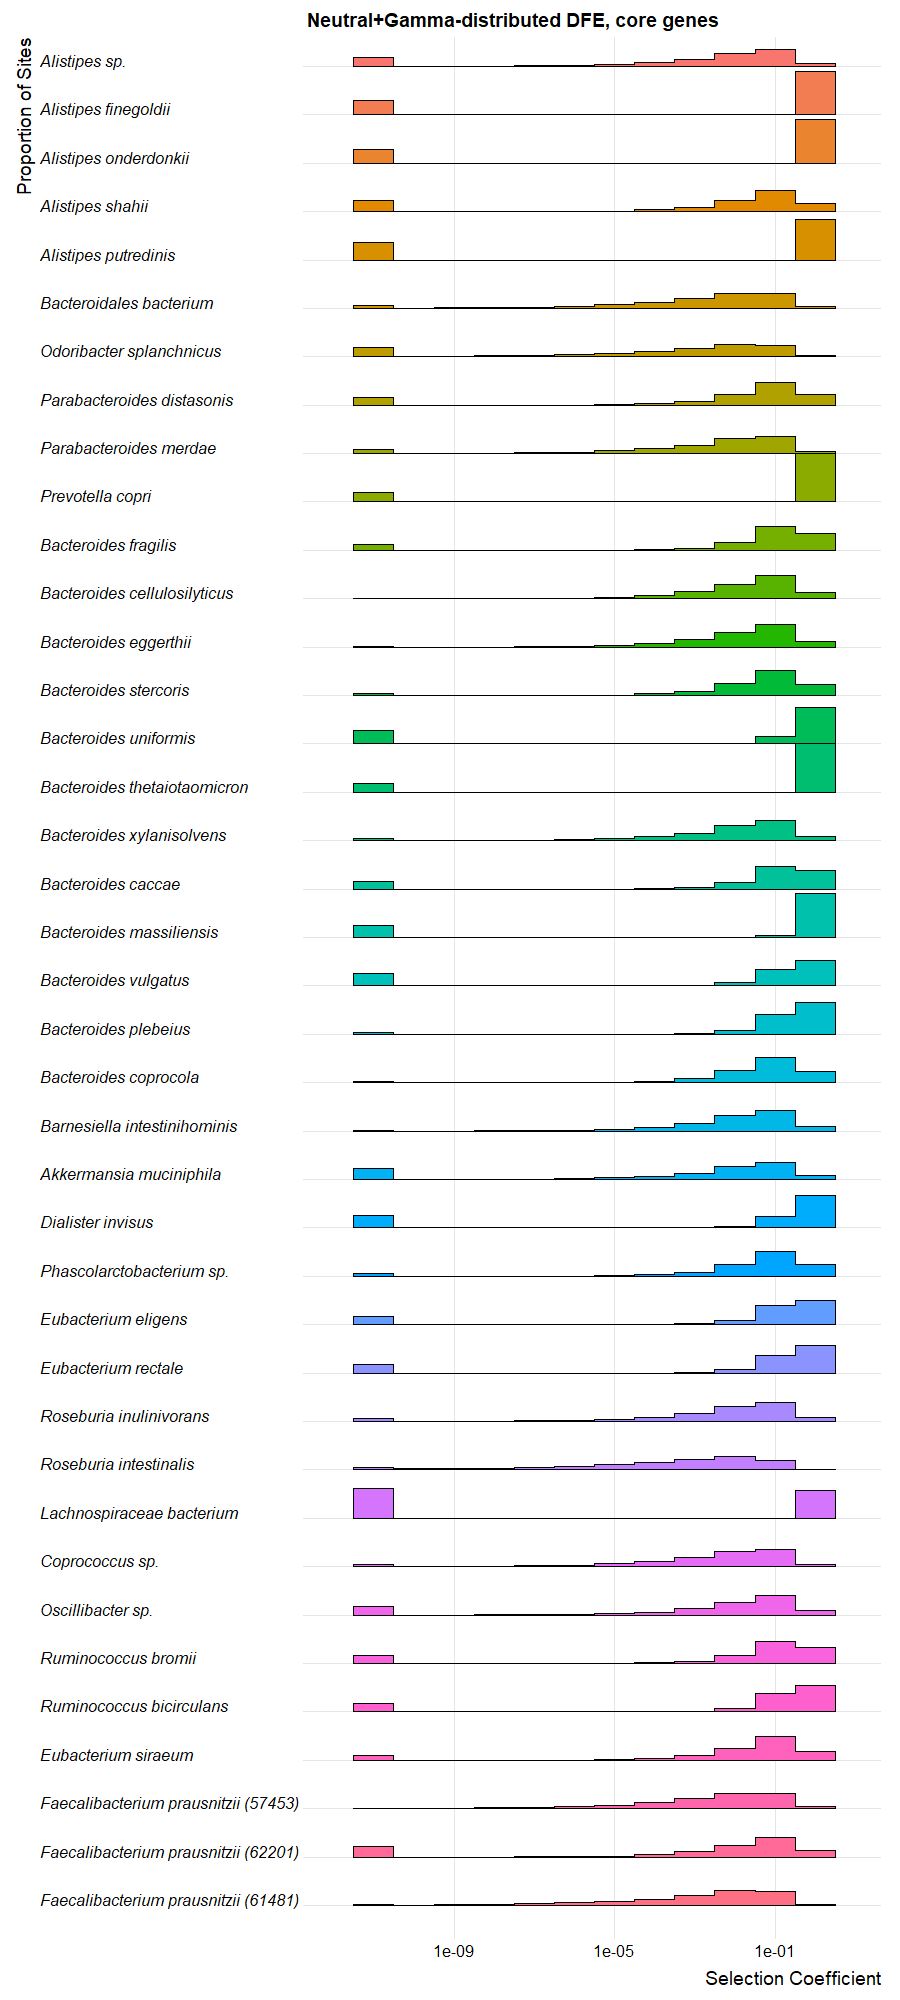 Neutral+Gamma-distributed DFE, core genes
Proportion of Sites
Alistipes sp.
Alistipes finegoldii
Alistipes onderdonkii
Alistipes shahii
Alistipes putredinis
Bacteroidales bacterium
Odoribacter splanchnicus
Parabacteroides distasonis
Parabacteroides merdae
Prevotella copri
Bacteroides fragilis
Bacteroides cellulosilyticus
Bacteroides eggerthii
Bacteroides stercoris
Bacteroides uniformis
Bacteroides thetaiotaomicron
Bacteroides xylanisolvens
Bacteroides caccae
Bacteroides massiliensis
Bacteroides vulgatus
Bacteroides plebeius
Bacteroides coprocola
Barnesiella intestinihominis
Akkermansia muciniphila
Dialister invisus
Phascolarctobacterium sp.
Eubacterium eligens
Eubacterium rectale
Roseburia inulinivorans
Roseburia intestinalis
Lachnospiraceae bacterium
Coprococcus sp.
Oscillibacter sp.
Ruminococcus bromii
Ruminococcus bicirculans
Eubacterium siraeum
Faecalibacterium prausnitzii (57453)
Faecalibacterium prausnitzii (62201)
Faecalibacterium prausnitzii (61481)
1e-09 1e-05 1e-01
Selection Coefficient